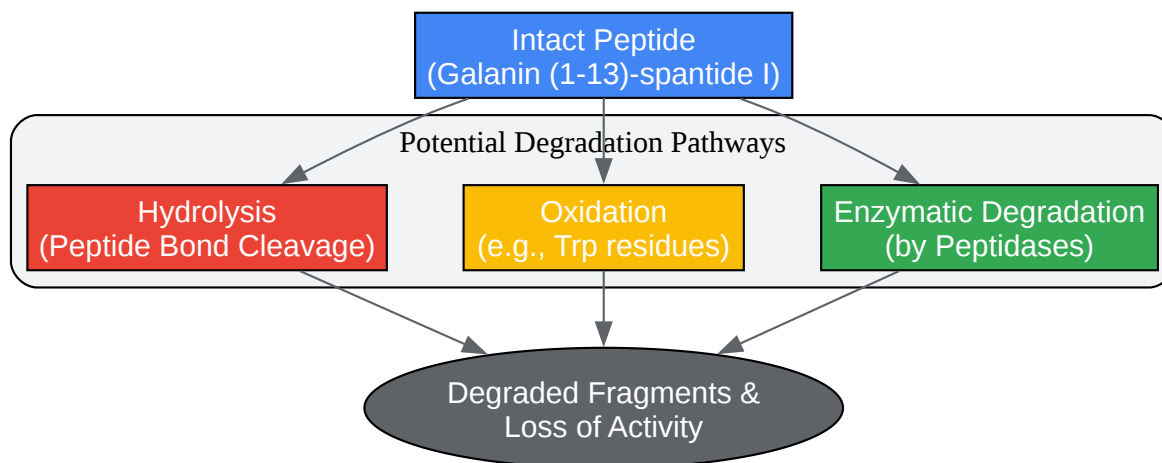 Intact Peptide
(Galanin (1-13)-spantide I)
Potential Degradation Pathways
Hydrolysis
(Peptide Bond Cleavage)
Oxidation
(e.g., Trp residues)
Enzymatic Degradation
(by Peptidases)
Degraded Fragments &
Loss of Activity